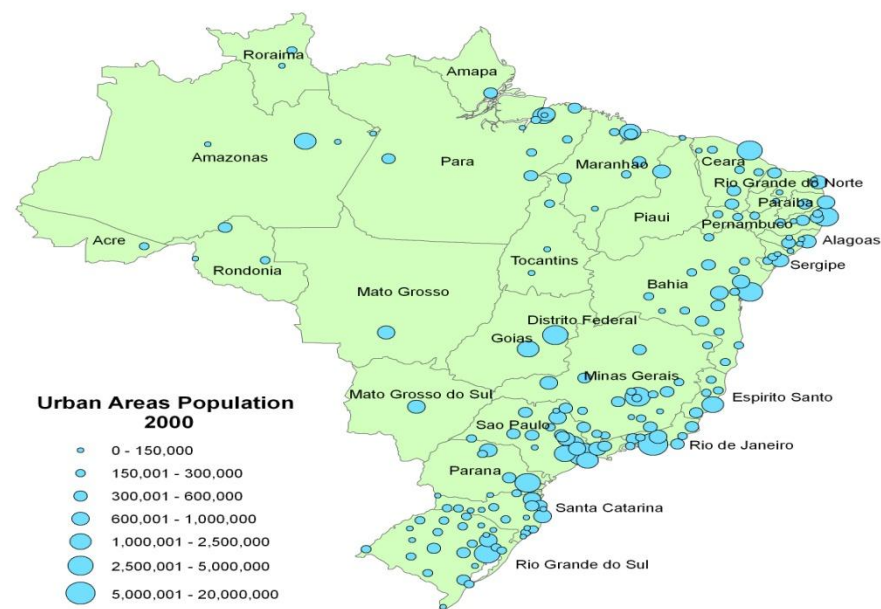 Roraima
Amapa
Amazonas
Para
Maranhao
Ceara
Rio Grande do Norte
Paraiba
Piaui
Pernambuco
Acre
Alagoas
Rondonia
Tocantins
Sergipe
Bahia
Mato Grosso
Distrito Federal
Goias
Minas Gerais
Mato Grosso do Sul
Espirito Santo
Sao Paulo
Rio de Janeiro
Parana
Santa Catarina
Rio Grande do Sul
Urban Areas Population
2000
0 - 150,000
150,001 - 300,000
300,001 - 600,000
600,001 - 1,000,000
1,000,001 - 2,500,000
2,500,001 - 5,000,000
5,000,001 - 20,000,000